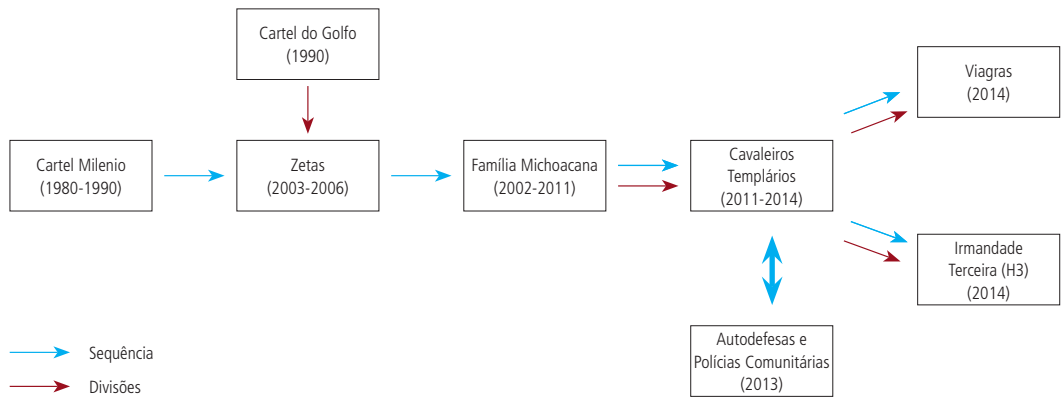 Cartel do Golfo
(1990)
Viagras
(2014)
Cartel Milenio
(1980-1990)
Zetas
(2003-2006)
Família Michoacana
(2002-2011)
Cavaleiros
Templários
(2011-2014)
Irmandade
Terceira (H3)
(2014)
Autodefesas e
Polícias Comunitárias
(2013)
Sequência
Divisões